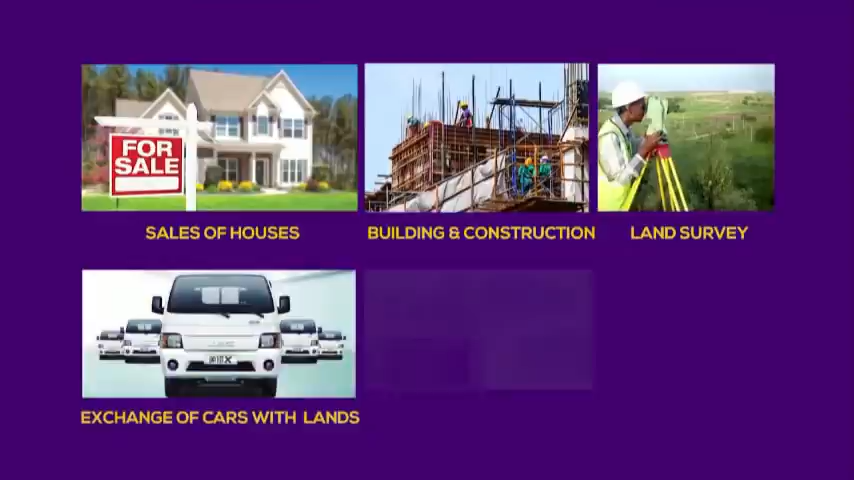 FOR
SALE
SALES OF HOUSES
BUILDING & CONSTRUCTION
LAND SURVEY
EXCHANGE OF CARS WITH LANDS